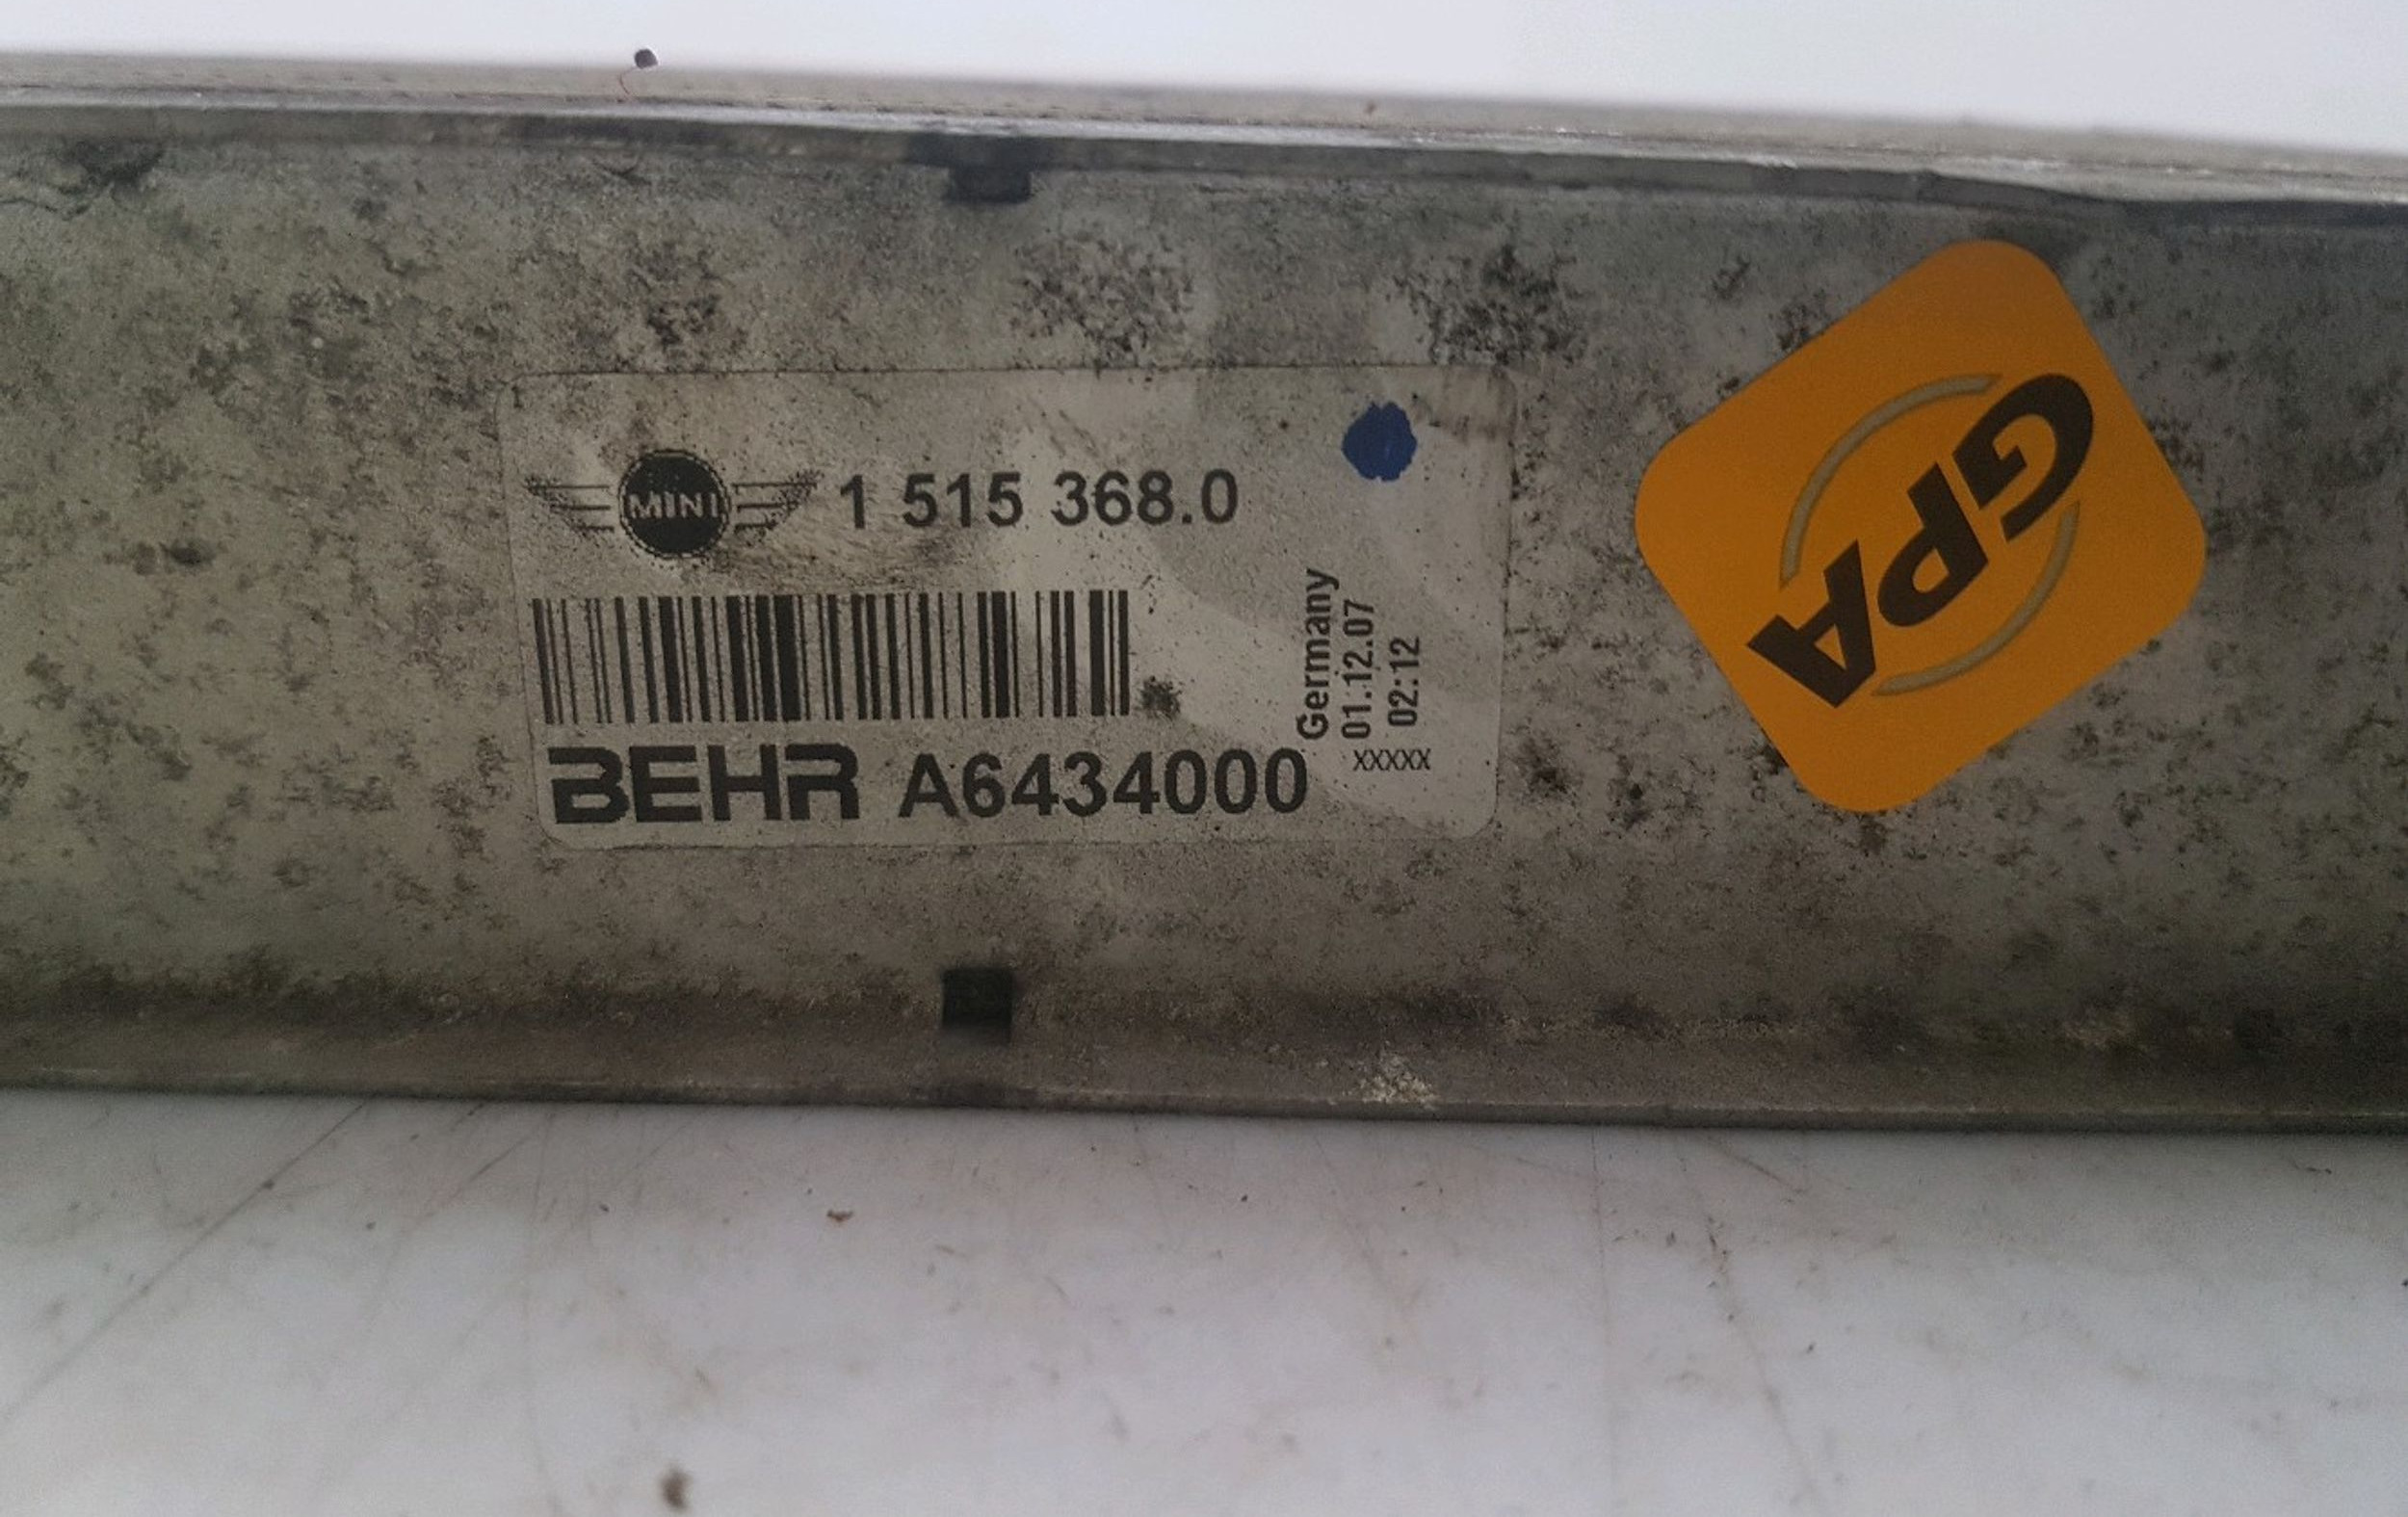 MINI 1 515 368.0
BEHR A6434000
Germany
01.12.07
02:12
XXXXX
GPA